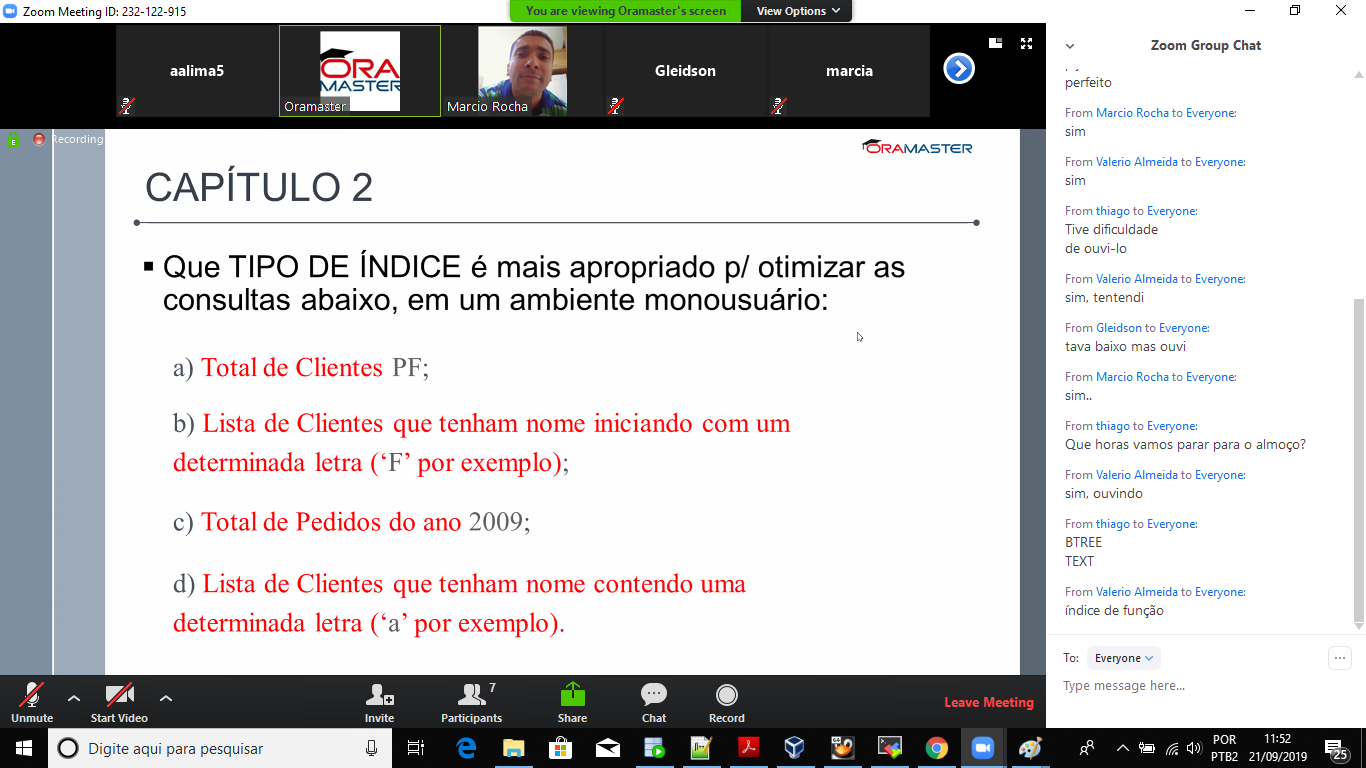 Zoom Meeting ID: 232-122-915
You are viewing Oramaster's screen
View Options
aalima5
ORA
MASTER
Oramaster
Marcio Rocha
Gleidson
marcia
Recording
ORAMASTER
CAPÍTULO 2
Que TIPO DE ÍNDICE é mais apropriado p/ otimizar as
consultas abaixo, em um ambiente monousuário:
a) Total de Clientes PF;
b) Lista de Clientes que tenham nome iniciando com um
determinada letra (‘F’ por exemplo);
c) Total de Pedidos do ano 2009;
d) Lista de Clientes que tenham nome contendo uma
determinada letra (‘a’ por exemplo).
Zoom Group Chat
perfeito
From Marcio Rocha to Everyone:
sim
From Valerio Almeida to Everyone:
sim
From thiago to Everyone:
Tive dificuldade
de ouvi-lo
From Valerio Almeida to Everyone:
sim, tentendi
From Gleidson to Everyone:
tava baixo mas ouvi
From Marcio Rocha to Everyone:
sim..
From thiago to Everyone:
Que horas vamos parar para o almoço?
From Valerio Almeida to Everyone:
sim, ouvindo
From thiago to Everyone:
BTREE
TEXT
From Valerio Almeida to Everyone:
índice de função
To: Everyone
Type message here...
Unmute
Start Video
Invite
7
Participants
Share
Chat
Record
Leave Meeting
Digite aqui para pesquisar
POR
PTB2
11:52
21/09/2019
25